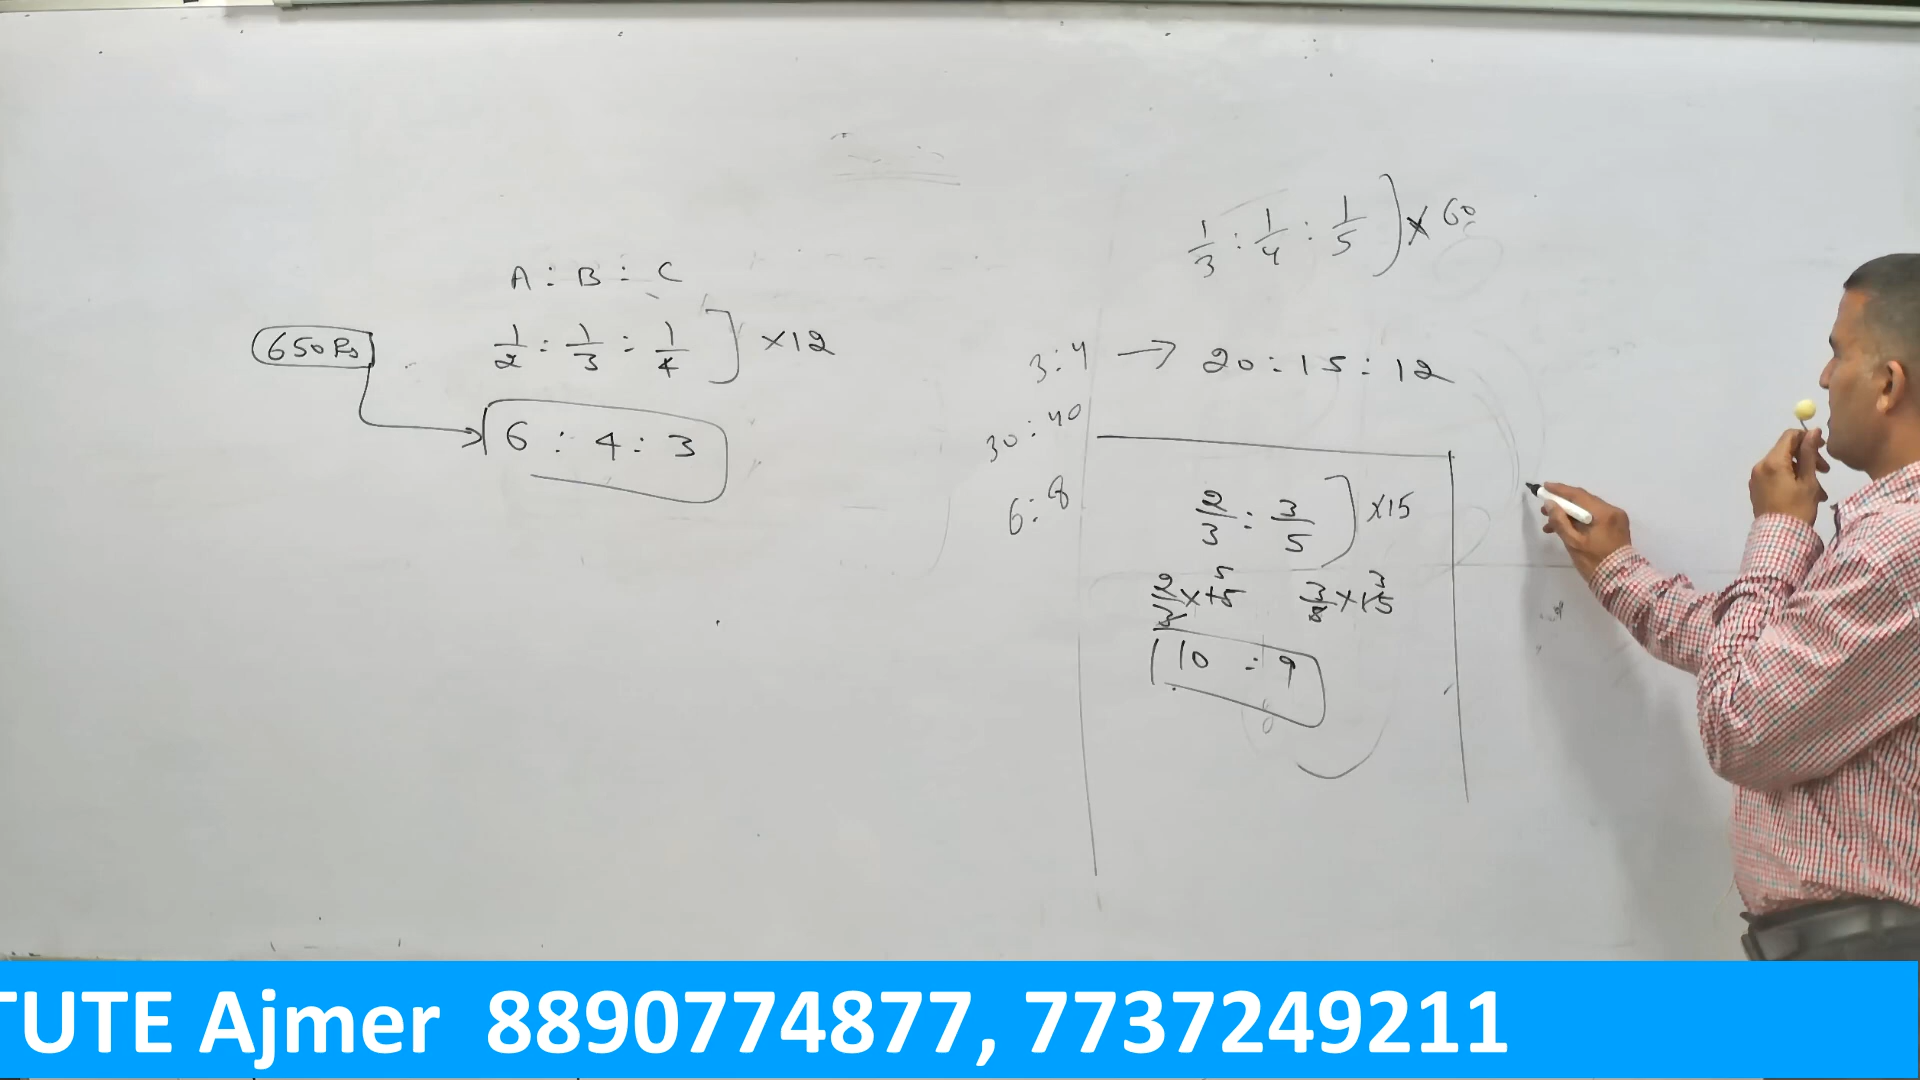 A : B : C
650 Rs
1/2 : 1/3 : 1/4 ] ×12
6 : 4 : 3
1/3 : 1/4 : 1/5 ) × 60
3:4 → 20 : 15 : 12
30 : 40
6 : 8
2/3 : 3/5 ) ×15
2/3 × 15 5 3/5 × 15 3
10 : 9
TUTE Ajmer 8890774877, 7737249211